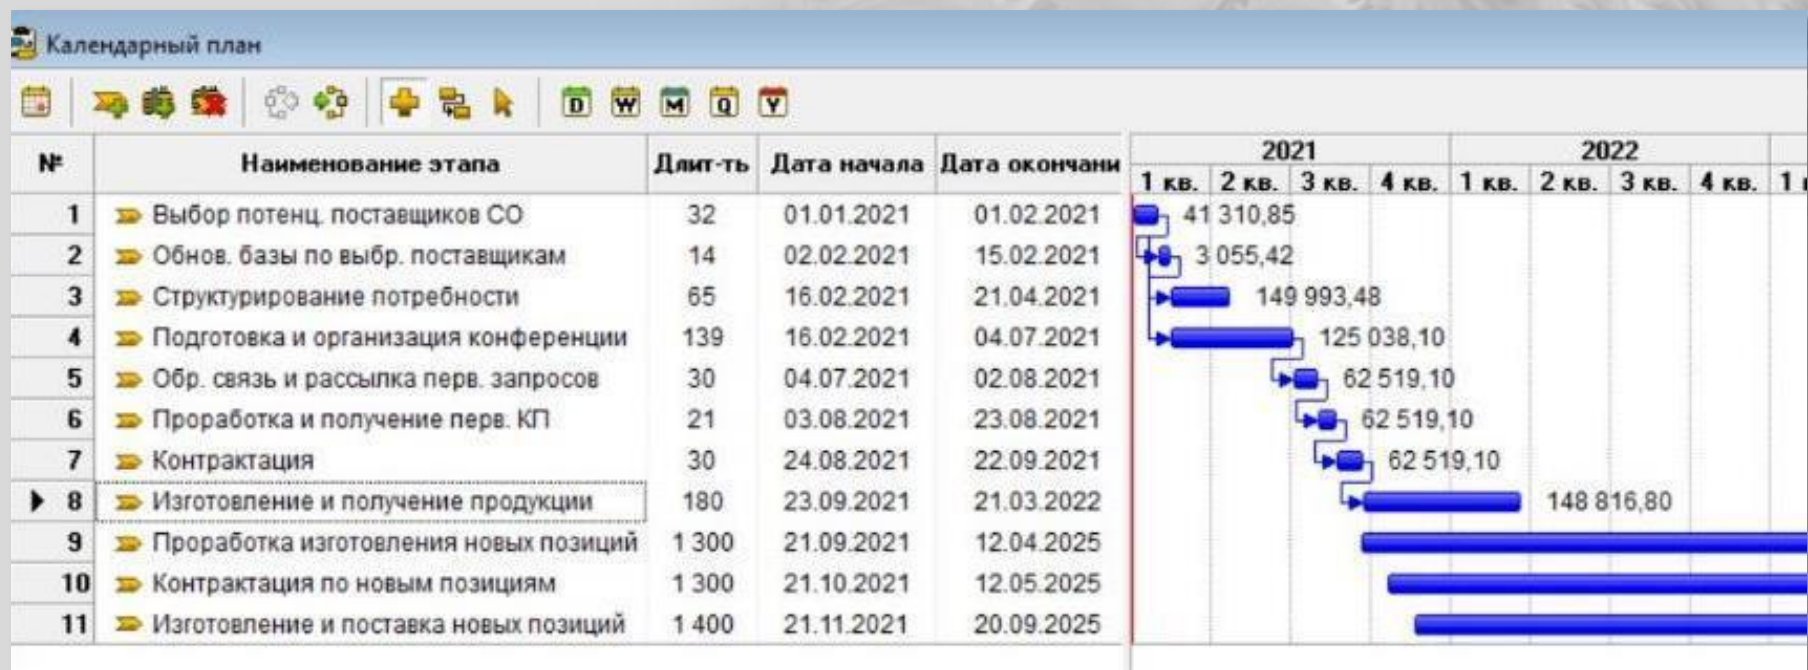 Календарный план
D W M Q Y
№ Наименование этапа Длит-ть Дата начала Дата окончани 2021 2022
1 кв. 2 кв. 3 кв. 4 кв. 1 кв. 2 кв. 3 кв. 4 кв. 1
1 Выбор потенц. поставщиков СО 32 01.01.2021 01.02.2021 41 310,85
2 Обнов. базы по выбр. поставщикам 14 02.02.2021 15.02.2021 3 055,42
3 Структурирование потребности 65 16.02.2021 21.04.2021 149 993,48
4 Подготовка и организация конференции 139 16.02.2021 04.07.2021 125 038,10
5 Обр. связь и рассылка перв. запросов 30 04.07.2021 02.08.2021 62 519,10
6 Проработка и получение перв. КП 21 03.08.2021 23.08.2021 62 519,10
7 Контрактация 30 24.08.2021 22.09.2021 62 519,10
8 Изготовление и получение продукции 180 23.09.2021 21.03.2022 148 816,80
9 Проработка изготовления новых позиций 1 300 21.09.2021 12.04.2025
10 Контрактация по новым позициям 1 300 21.10.2021 12.05.2025
11 Изготовление и поставка новых позиций 1 400 21.11.2021 20.09.2025